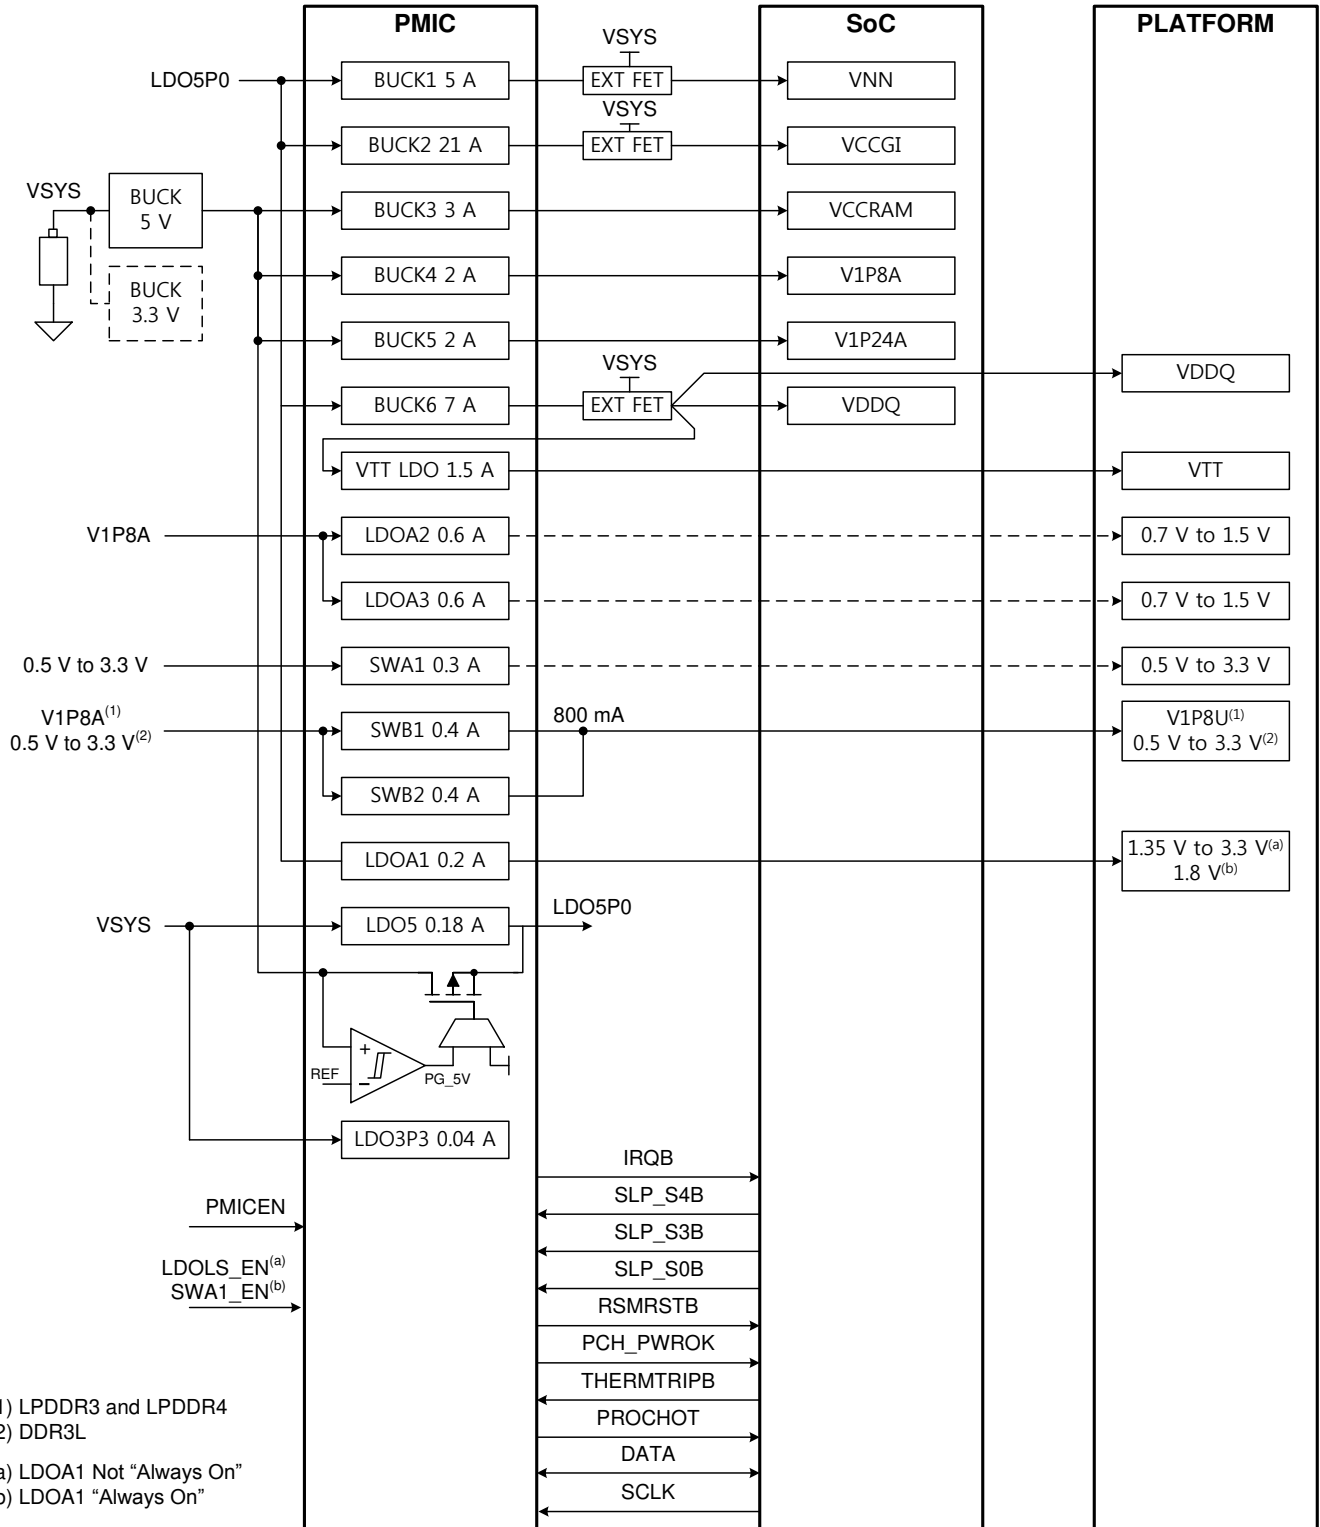 PMIC
SoC
PLATFORM
VSYS
LDO5P0
BUCK1 5 A
EXT FET
VNN
VSYS
BUCK2 21 A
EXT FET
VCCGI
VSYS
BUCK
5 V
BUCK3 3 A
VCCRAM
BUCK
3.3 V
BUCK4 2 A
V1P8A
BUCK5 2 A
V1P24A
VSYS
VDDQ
BUCK6 7 A
EXT FET
VDDQ
VTT LDO 1.5 A
VTT
V1P8A
LDOA2 0.6 A
0.7 V to 1.5 V
LDOA3 0.6 A
0.7 V to 1.5 V
0.5 V to 3.3 V
SWA1 0.3 A
0.5 V to 3.3 V
V1P8A(1)
0.5 V to 3.3 V(2)
SWB1 0.4 A
800 mA
V1P8U(1)
0.5 V to 3.3 V(2)
SWB2 0.4 A
LDOA1 0.2 A
1.35 V to 3.3 V(a)
1.8 V(b)
VSYS
LDO5 0.18 A
LDO5P0
+
REF
−
PG_5V
LDO3P3 0.04 A
IRQB
SLP_S4B
PMICEN
SLP_S3B
LDOLS_EN(a)
SWA1_EN(b)
SLP_S0B
RSMRSTB
PCH_PWROK
THERMTRIPB
PROCHOT
DATA
SCLK
1) LPDDR3 and LPDDR4
2) DDR3L
a) LDOA1 Not “Always On”
b) LDOA1 “Always On”